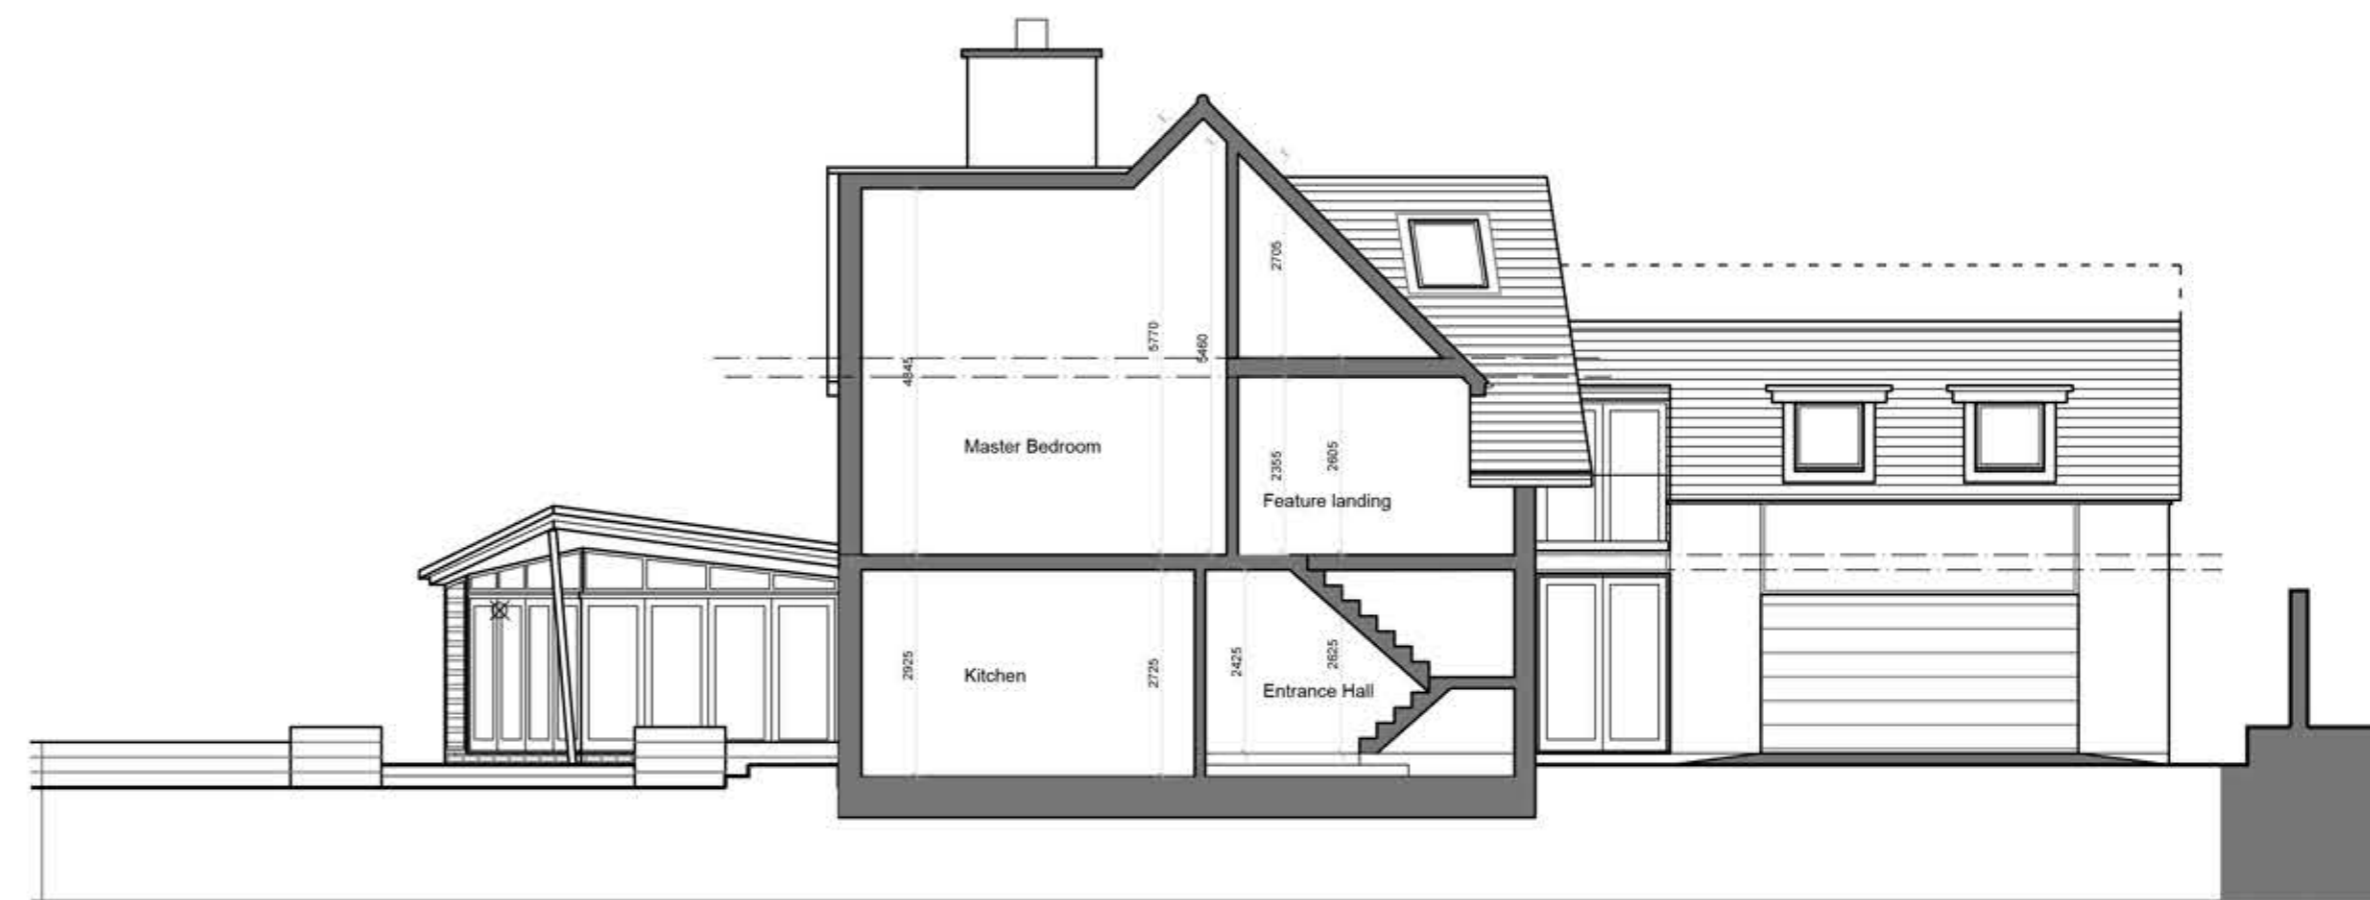 2705
5770
5460
4845
Master Bedroom
2355
2605
Feature landing
2925
Kitchen
2725
2425
2625
Entrance Hall